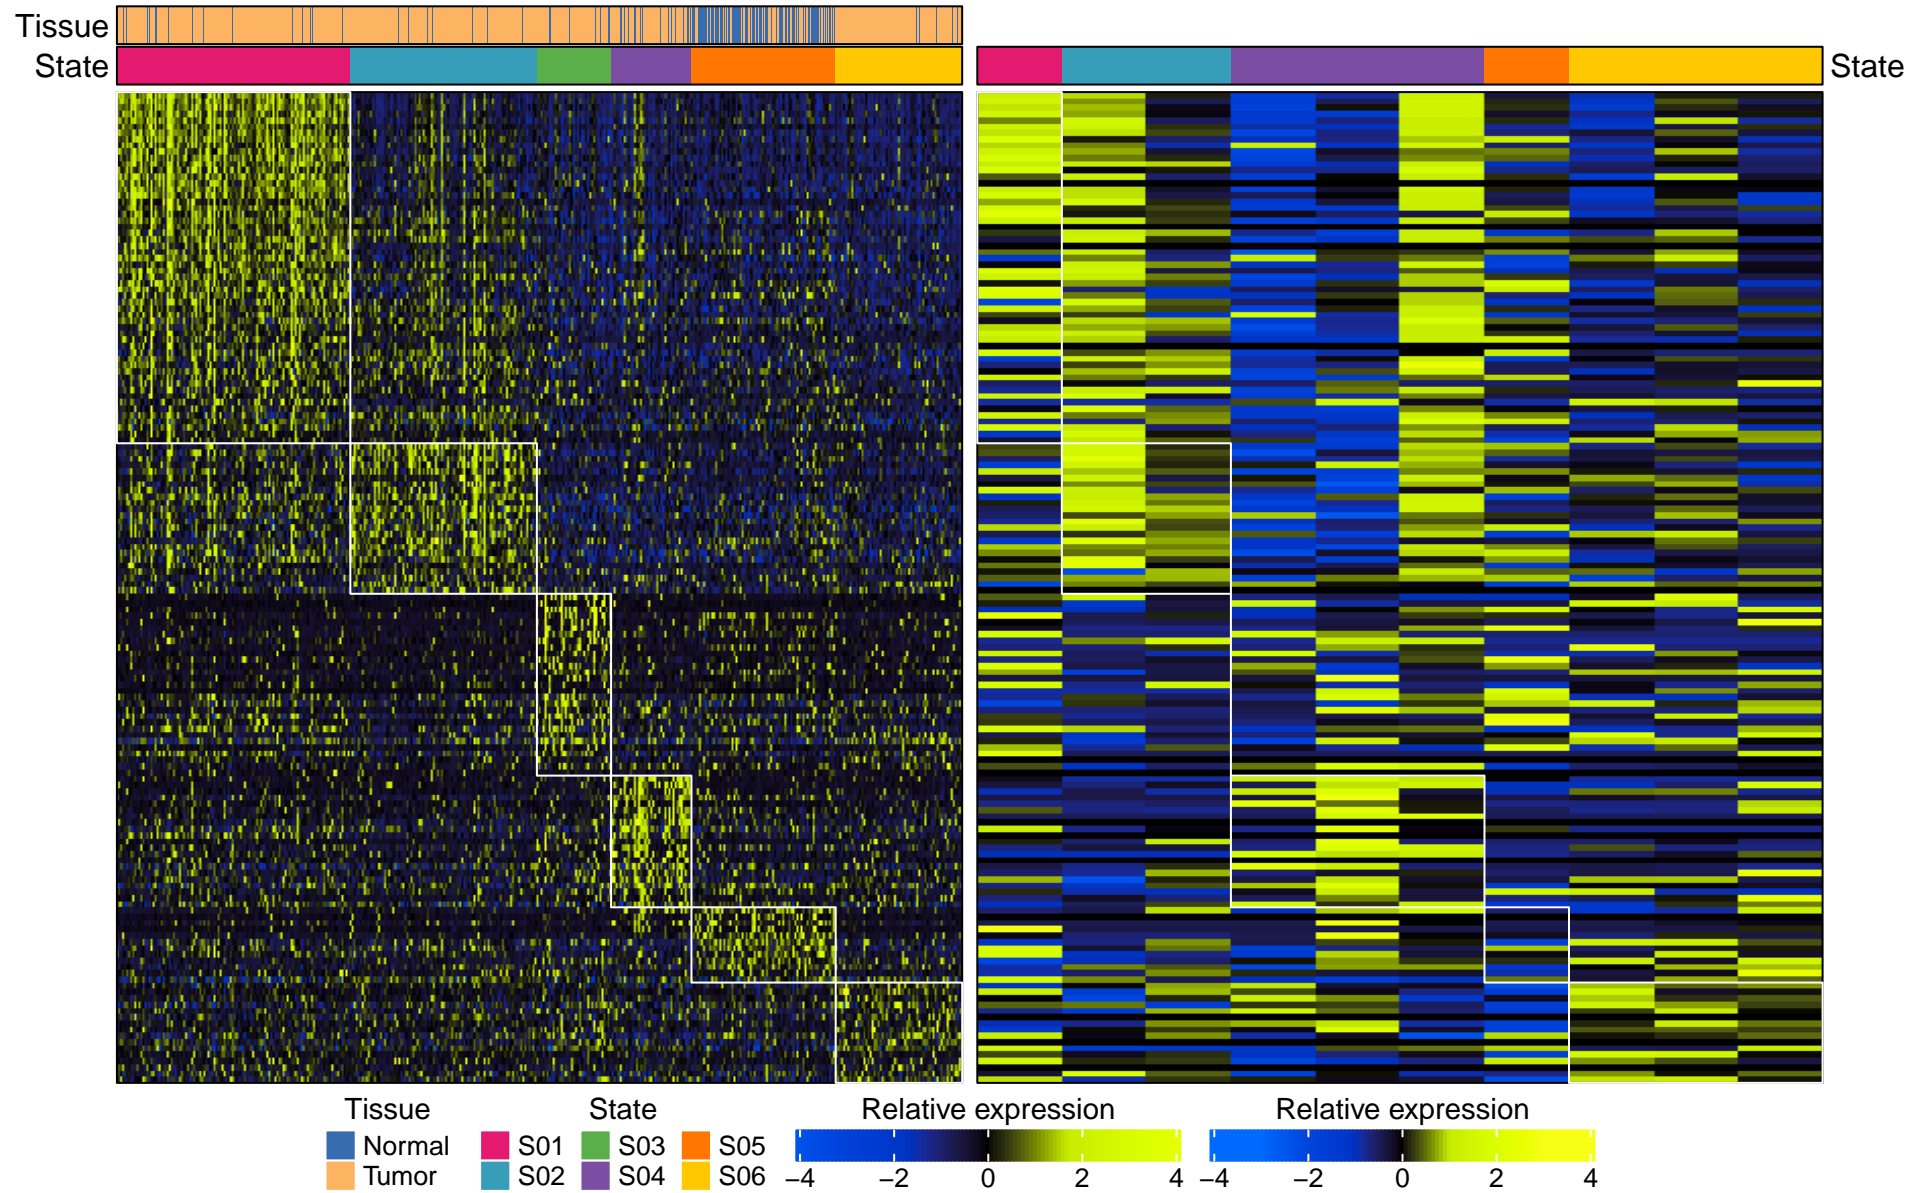 Tissue
State
State
Tissue State Relative expression Relative expression
Normal S01 S03 S05
Tumor S02 S04 S06
−4 −2 0 2 4 −4 −2 0 2 4